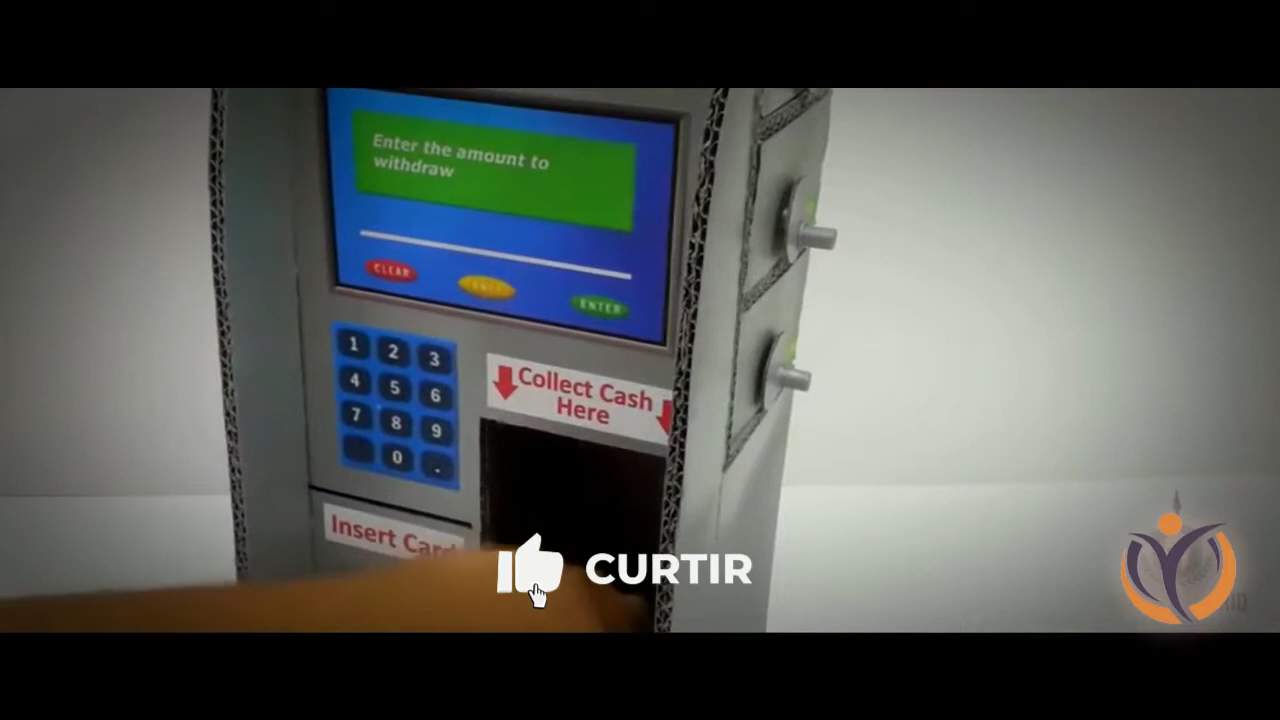 Enter the amount to
withdraw
CLEAR
ENTER
1 2 3
4 5 6
7 8 9
0 .
Collect Cash
Here
Insert Card
CURTIR